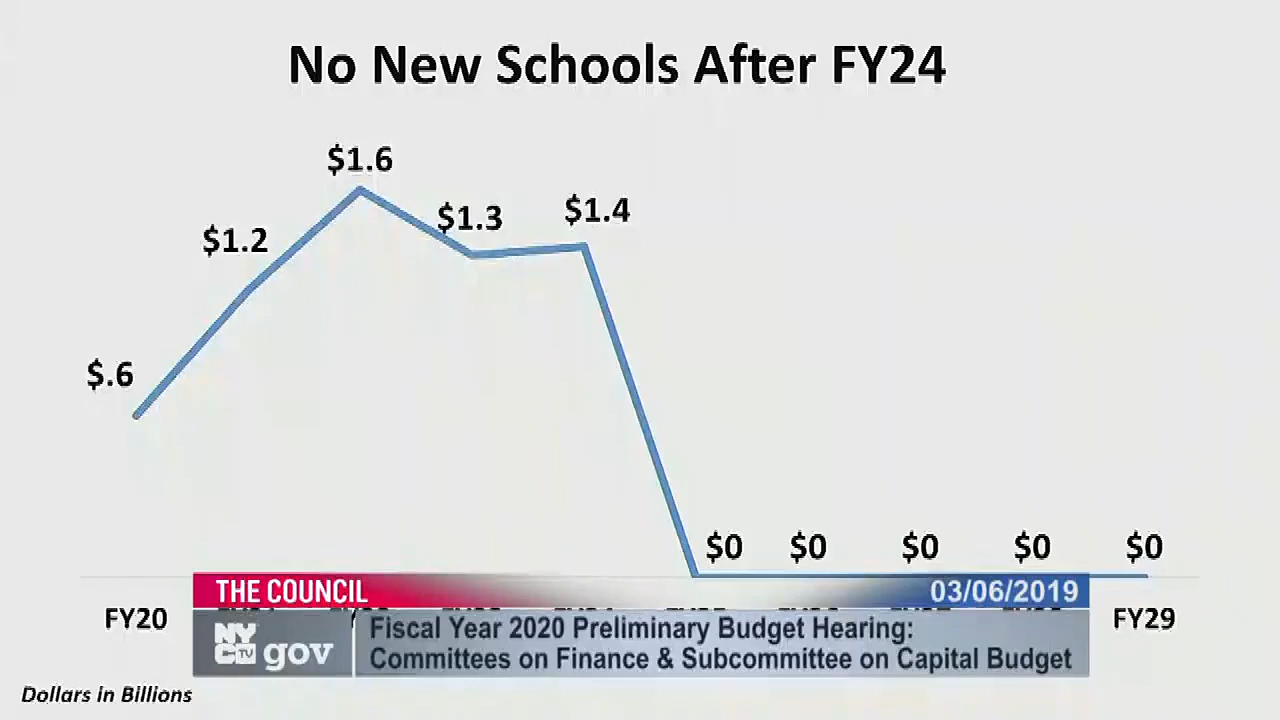 No New Schools After FY24
$1.6
$1.3
$1.4
$1.2
$.6
$0 $0 $0 $0 $0
THE COUNCIL 03/06/2019
FY20 FY29
NYC TV gov
Fiscal Year 2020 Preliminary Budget Hearing:
Committees on Finance & Subcommittee on Capital Budget
Dollars in Billions